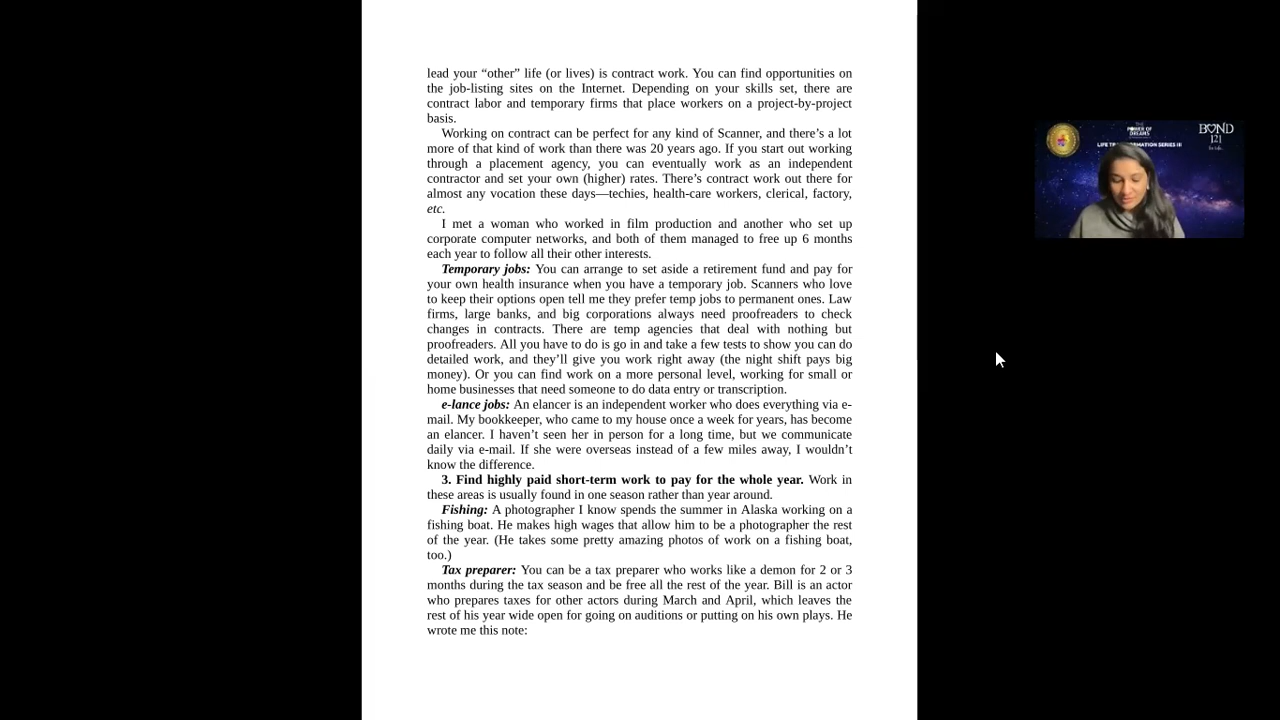 lead your “other” life (or lives) is contract work. You can find opportunities on
the job-listing sites on the Internet. Depending on your skills set, there are
contract labor and temporary firms that place workers on a project-by-project
basis.
Working on contract can be perfect for any kind of Scanner, and there’s a lot
more of that kind of work than there was 20 years ago. If you start out working
through a placement agency, you can eventually work as an independent
contractor and set your own (higher) rates. There’s contract work out there for
almost any vocation these days—techies, health-care workers, clerical, factory,
etc.
I met a woman who worked in film production and another who set up
corporate computer networks, and both of them managed to free up 6 months
each year to follow all their other interests.
Temporary jobs: You can arrange to set aside a retirement fund and pay for
your own health insurance when you have a temporary job. Scanners who love
to keep their options open tell me they prefer temp jobs to permanent ones. Law
firms, large banks, and big corporations always need proofreaders to check
changes in contracts. There are temp agencies that deal with nothing but
proofreaders. All you have to do is go in and take a few tests to show you can do
detailed work, and they’ll give you work right away (the night shift pays big
money). Or you can find work on a more personal level, working for small or
home businesses that need someone to do data entry or transcription.
e-lance jobs: An elancer is an independent worker who does everything via e-
mail. My bookkeeper, who came to my house once a week for years, has become
an elancer. I haven’t seen her in person for a long time, but we communicate
daily via e-mail. If she were overseas instead of a few miles away, I wouldn’t
know the difference.
3. Find highly paid short-term work to pay for the whole year. Work in
these areas is usually found in one season rather than year around.
Fishing: A photographer I know spends the summer in Alaska working on a
fishing boat. He makes high wages that allow him to be a photographer the rest
of the year. (He takes some pretty amazing photos of work on a fishing boat,
too.)
Tax preparer: You can be a tax preparer who works like a demon for 2 or 3
months during the tax season and be free all the rest of the year. Bill is an actor
who prepares taxes for other actors during March and April, which leaves the
rest of his year wide open for going on auditions or putting on his own plays. He
wrote me this note:
THE
POWER OF
DREAMS
BOND
121
SERIES III